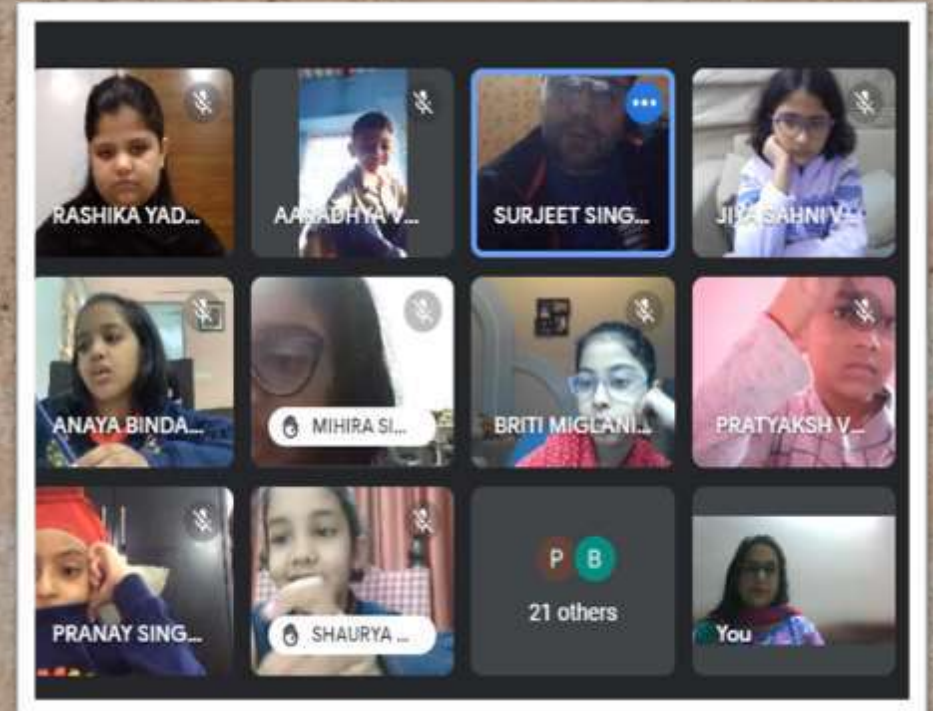 RASHIKA YAD...
AARADHYA V...
SURJEET SING...
JIYA SAHNI V...
ANAYA BINDA...
MIHIRA SI...
BRITI MIGLANI...
PRATYAKSH V...
PRANAY SING...
SHAURYA ...
P B
21 others
You